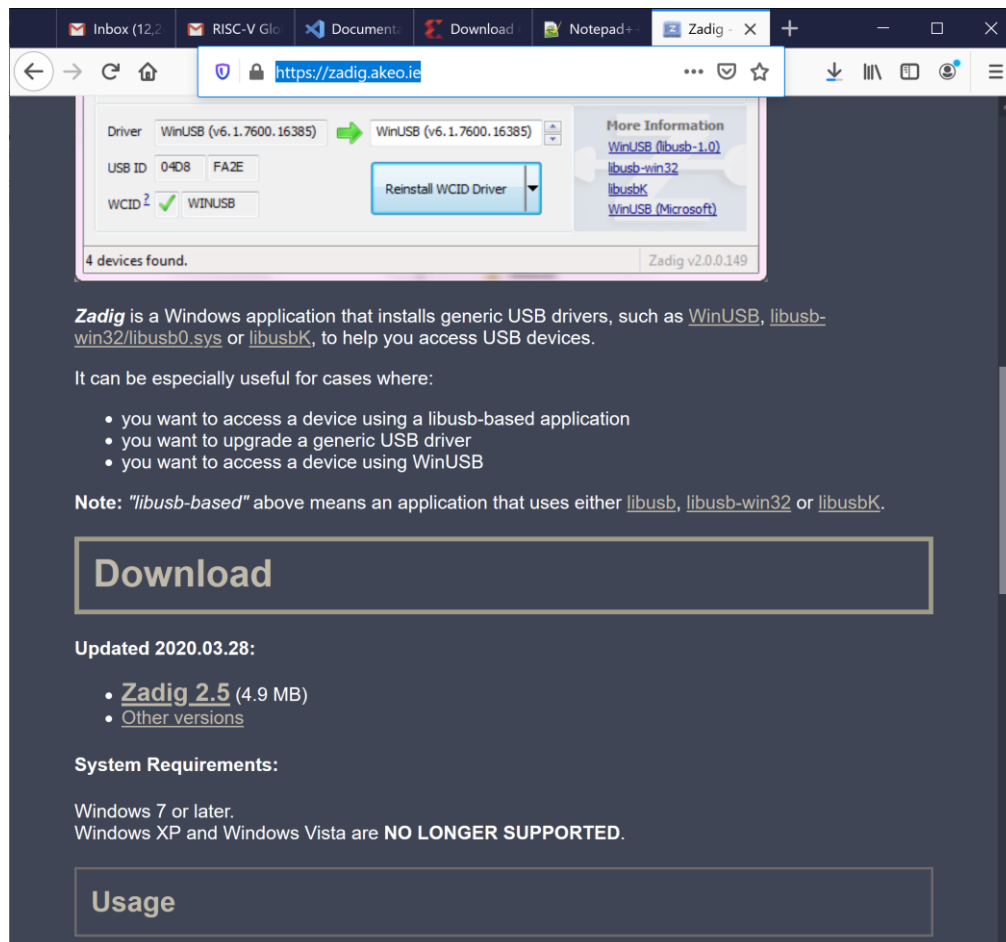 Inbox (12,2
RISC-V Glo
Documenta
Download
Notepad+
Zadig -
https://zadig.akeo.ie
Driver WinUSB (v6.1.7600.16385) WinUSB (v6.1.7600.16385) More Information
WinUSB (libusb-1.0)
USB ID 04D8 FA2E libusb-win32
Reinstall WCID Driver libusbK
WCID ? WINUSB WinUSB (Microsoft)
4 devices found. Zadig v2.0.0.149
Zadig is a Windows application that installs generic USB drivers, such as WinUSB, libusb-
win32/libusb0.sys or libusbK, to help you access USB devices.
It can be especially useful for cases where:
• you want to access a device using a libusb-based application
• you want to upgrade a generic USB driver
• you want to access a device using WinUSB
Note: "libusb-based" above means an application that uses either libusb, libusb-win32 or libusbK.
Download
Updated 2020.03.28:
• Zadig 2.5 (4.9 MB)
• Other versions
System Requirements:
Windows 7 or later.
Windows XP and Windows Vista are NO LONGER SUPPORTED.
Usage